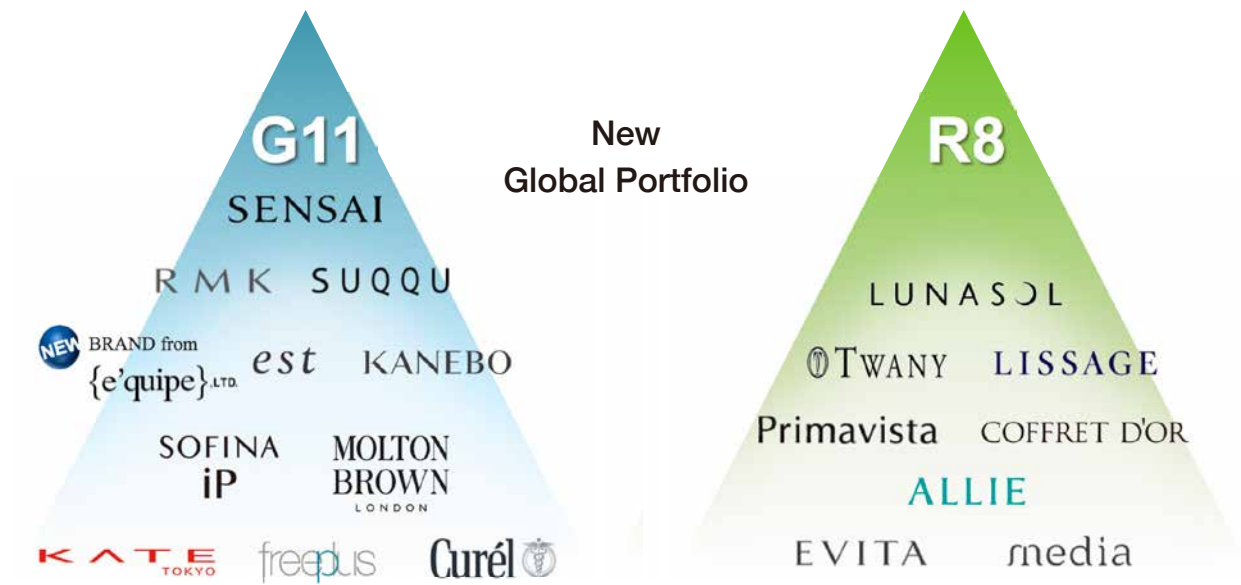 New
Global Portfolio
G11
SENSAI
RMK SUQQU
NEW BRAND from
{e'quipe},LTD.
est KANEBO
SOFINA
iP
MOLTON
BROWN
LONDON
KATE
TOKYO
freeplus
Curél
R8
LUNASOL
TWANY LISSAGE
Primavista COFFRET D'OR
ALLIE
EVITA media